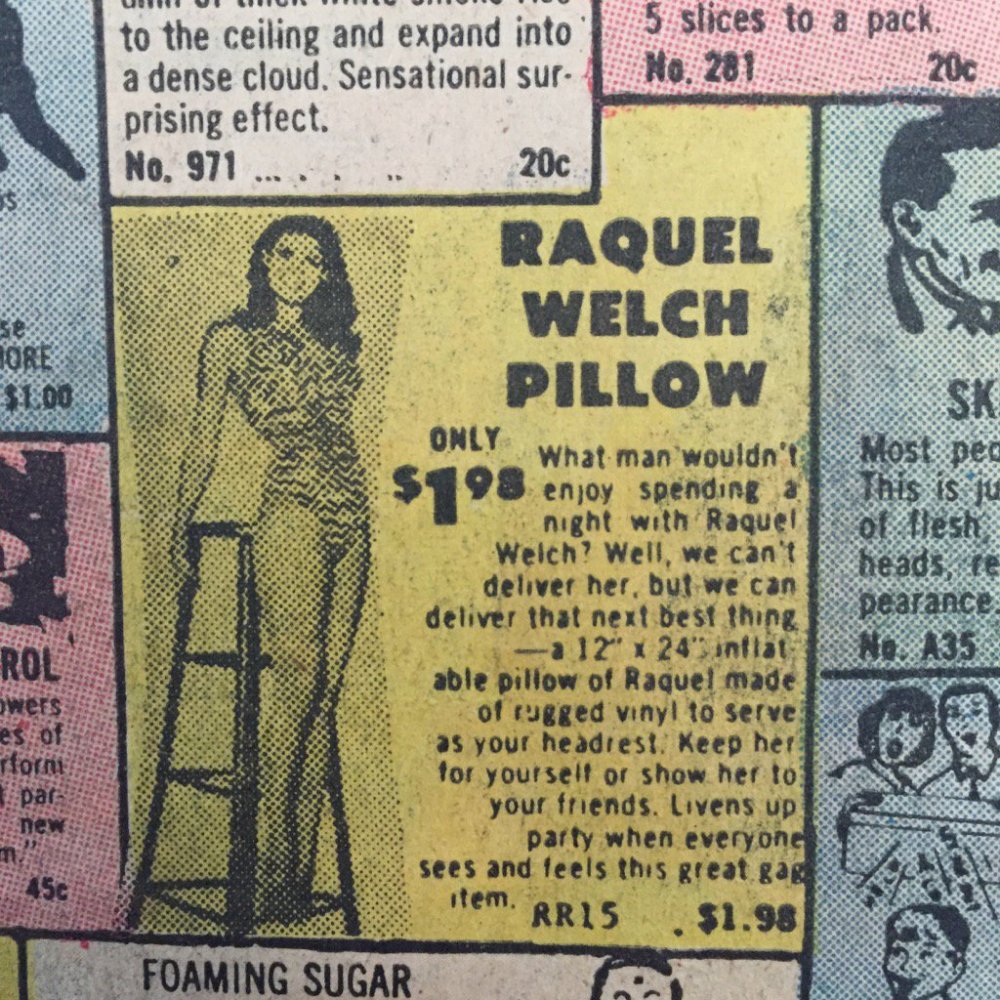 of thick white smoke rise
to the ceiling and expand into
a dense cloud. Sensational sur-
prising effect.
No. 971 ... . . .. 20c
5 slices to a pack.
No. 281 20c
se
MORE
$1.00
ROL
owers
es of
rform
par-
new
m."
45c
RAQUEL
WELCH
PILLOW
ONLY
$1.98
What man wouldn't
enjoy spending a
night with Raquel
Welch? Well, we can't
deliver her, but we can
deliver that next best thing
—a 12" x 24" inflat
able pillow of Raquel made
of rugged vinyl to serve
as your headrest. Keep her
for yourself or show her to
your friends. Livens up
party when everyone
sees and feels this great gag
item.
RR15 . $1.98
SK
Most peo
This is ju
of flesh,
heads, re
pearance
No. A35
FOAMING SUGAR